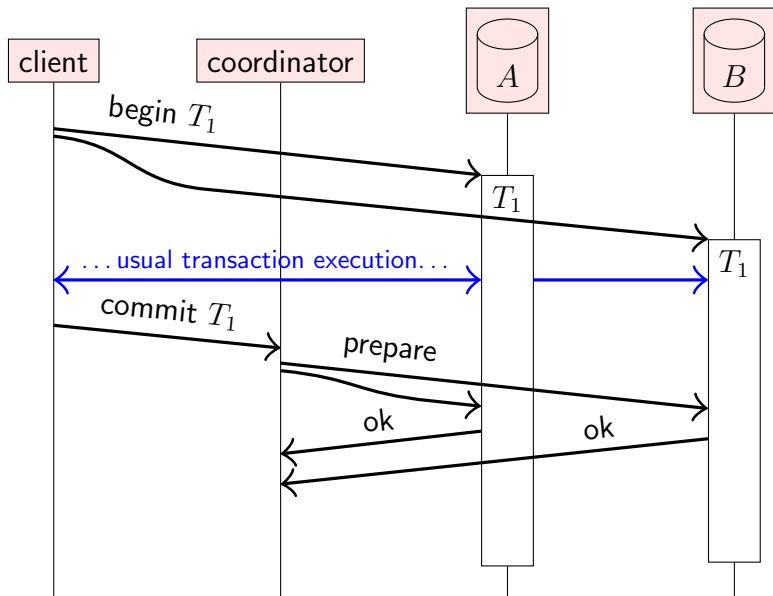 client
coordinator
A
B
begin T₁
T₁
T₁
...usual transaction execution...
commit T₁
prepare
ok
ok